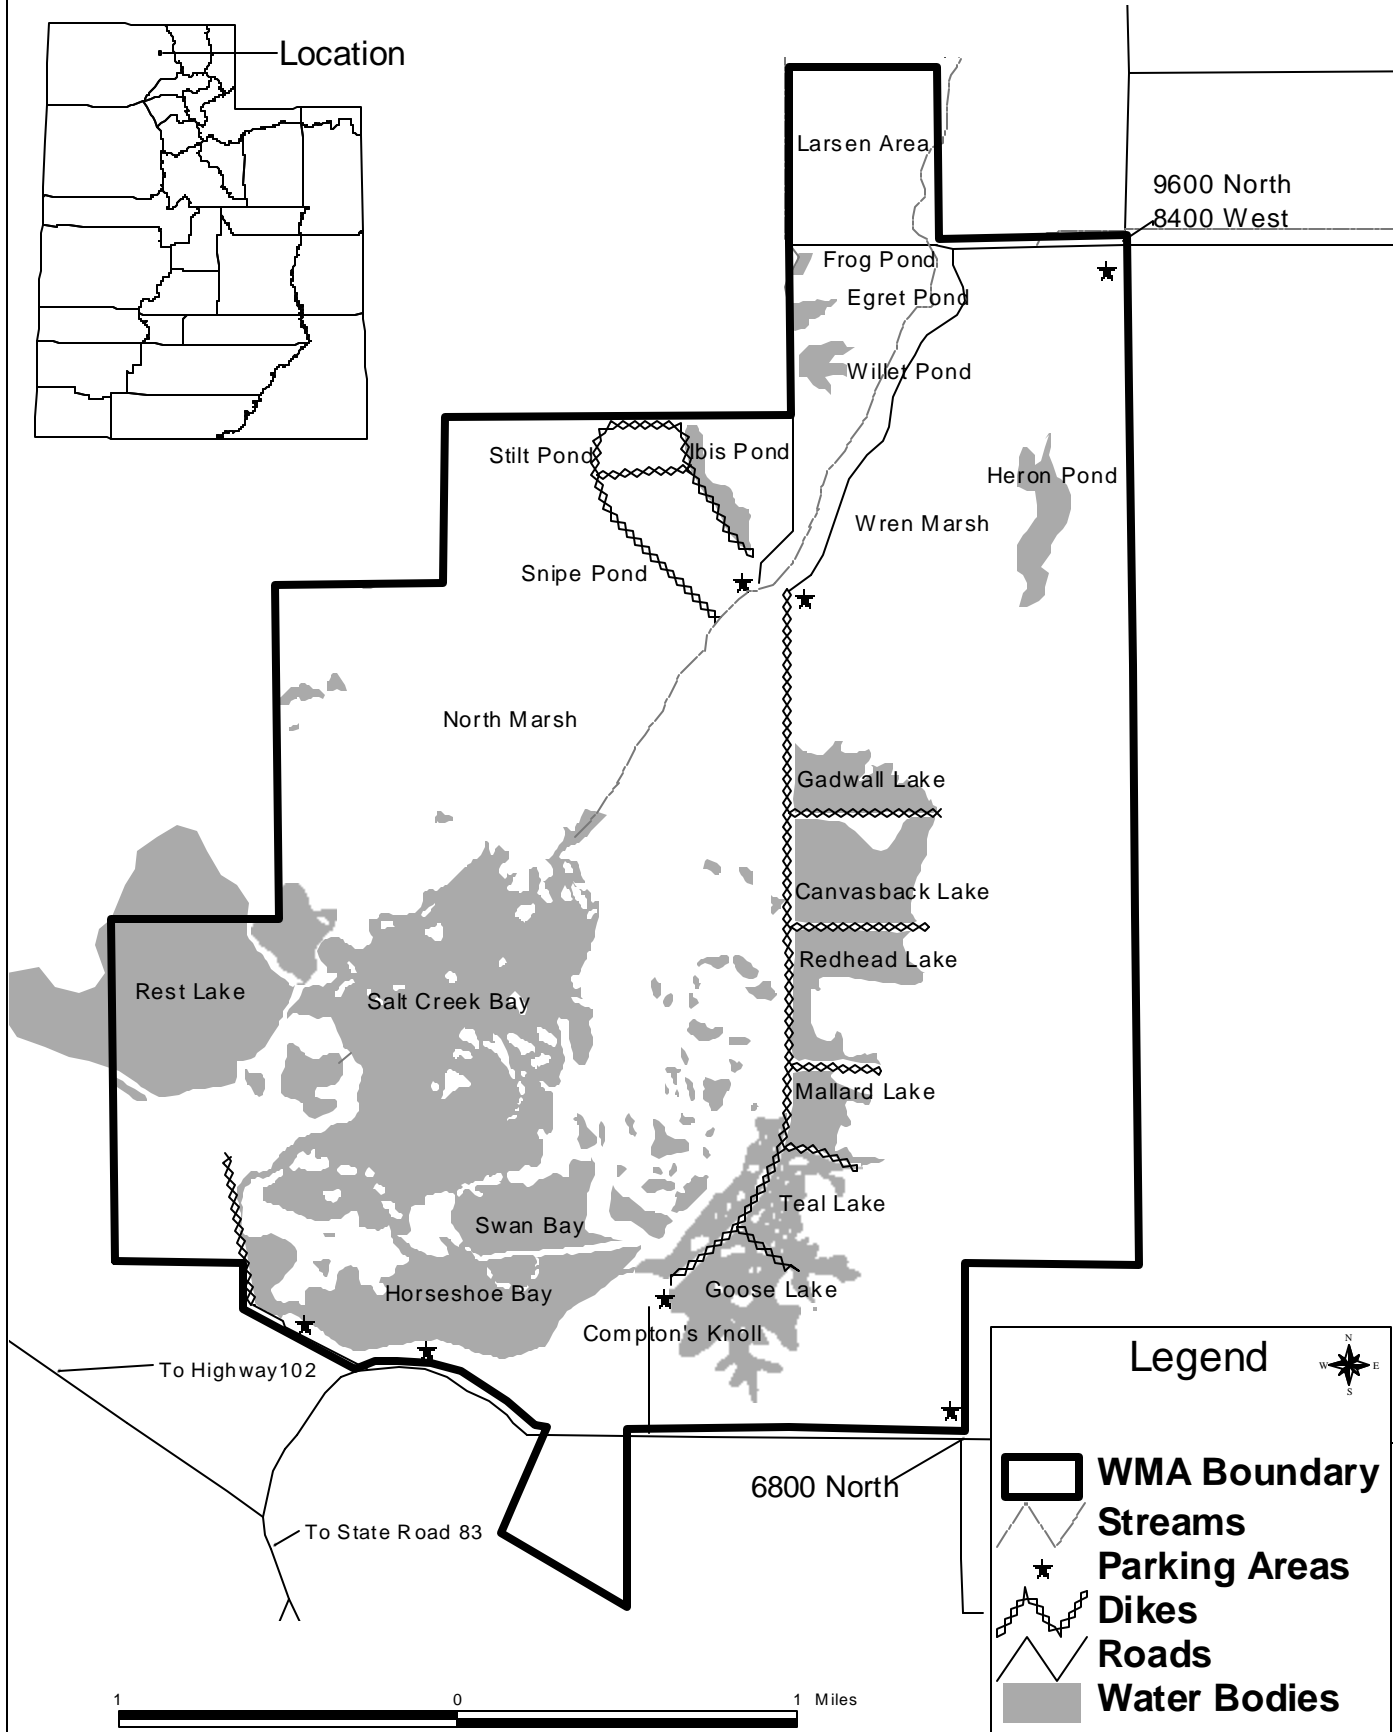 Location
Larsen Area
9600 North
8400 West
Frog Pond
Egret Pond
Willet Pond
Stilt Pond
Ibis Pond
Heron Pond
Wren Marsh
Snipe Pond
North Marsh
Gadwall Lake
Canvasback Lake
Redhead Lake
Rest Lake
Salt Creek Bay
Mallard Lake
Teal Lake
Swan Bay
Goose Lake
Horseshoe Bay
Compton's Knoll
To Highway102
6800 North
To State Road 83
Legend
N
W
E
S
WMA Boundary
Streams
Parking Areas
Dikes
Roads
Water Bodies
1 0 1 Miles